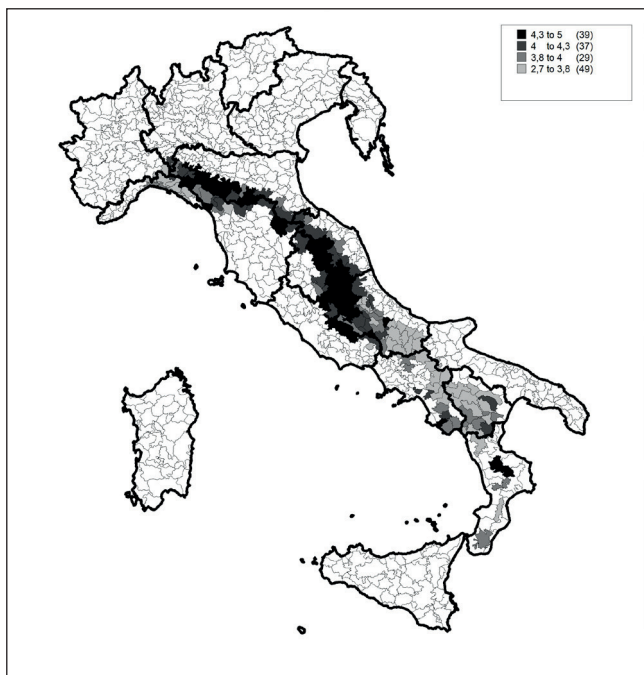 4,3 to 5 (39)
4 to 4,3 (37)
3,8 to 4 (29)
2,7 to 3,8 (49)